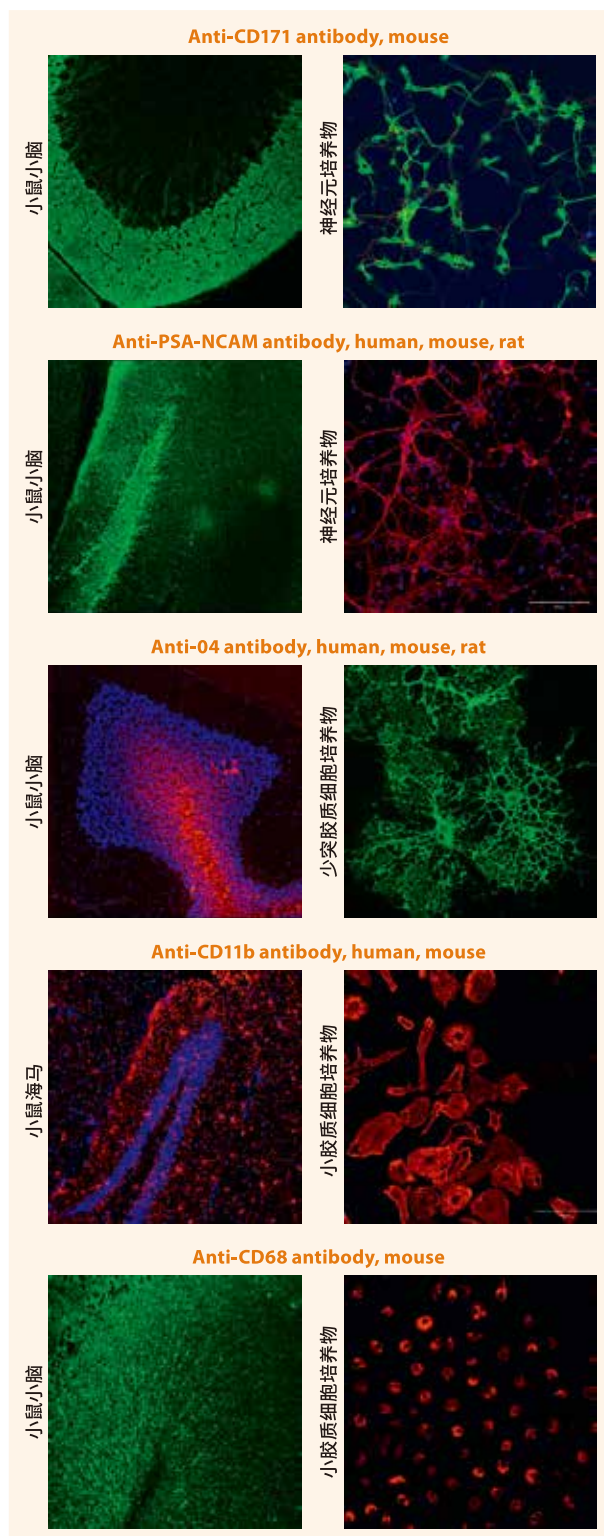 Anti-CD171 antibody, mouse
小鼠小脑
神经元培养物
Anti-PSA-NCAM antibody, human, mouse, rat
小鼠小脑
神经元培养物
Anti-04 antibody, human, mouse, rat
小鼠小脑
少突胶质细胞培养物
Anti-CD11b antibody, human, mouse
小鼠海马
小胶质细胞培养物
Anti-CD68 antibody, mouse
小鼠小脑
小胶质细胞培养物